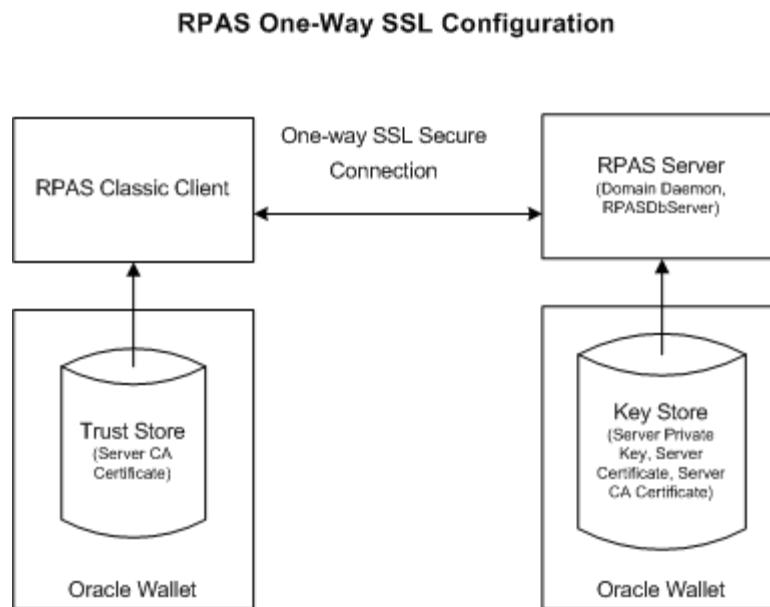 RPAS One-Way SSL Configuration
One-way SSL Secure
Connection
RPAS Classic Client
RPAS Server
(Domain Daemon,
RPASDbServer)
Trust Store
(Server CA
Certificate)
Oracle Wallet
Key Store
(Server Private
Key, Server
Certificate, Server
CA Certificate)
Oracle Wallet